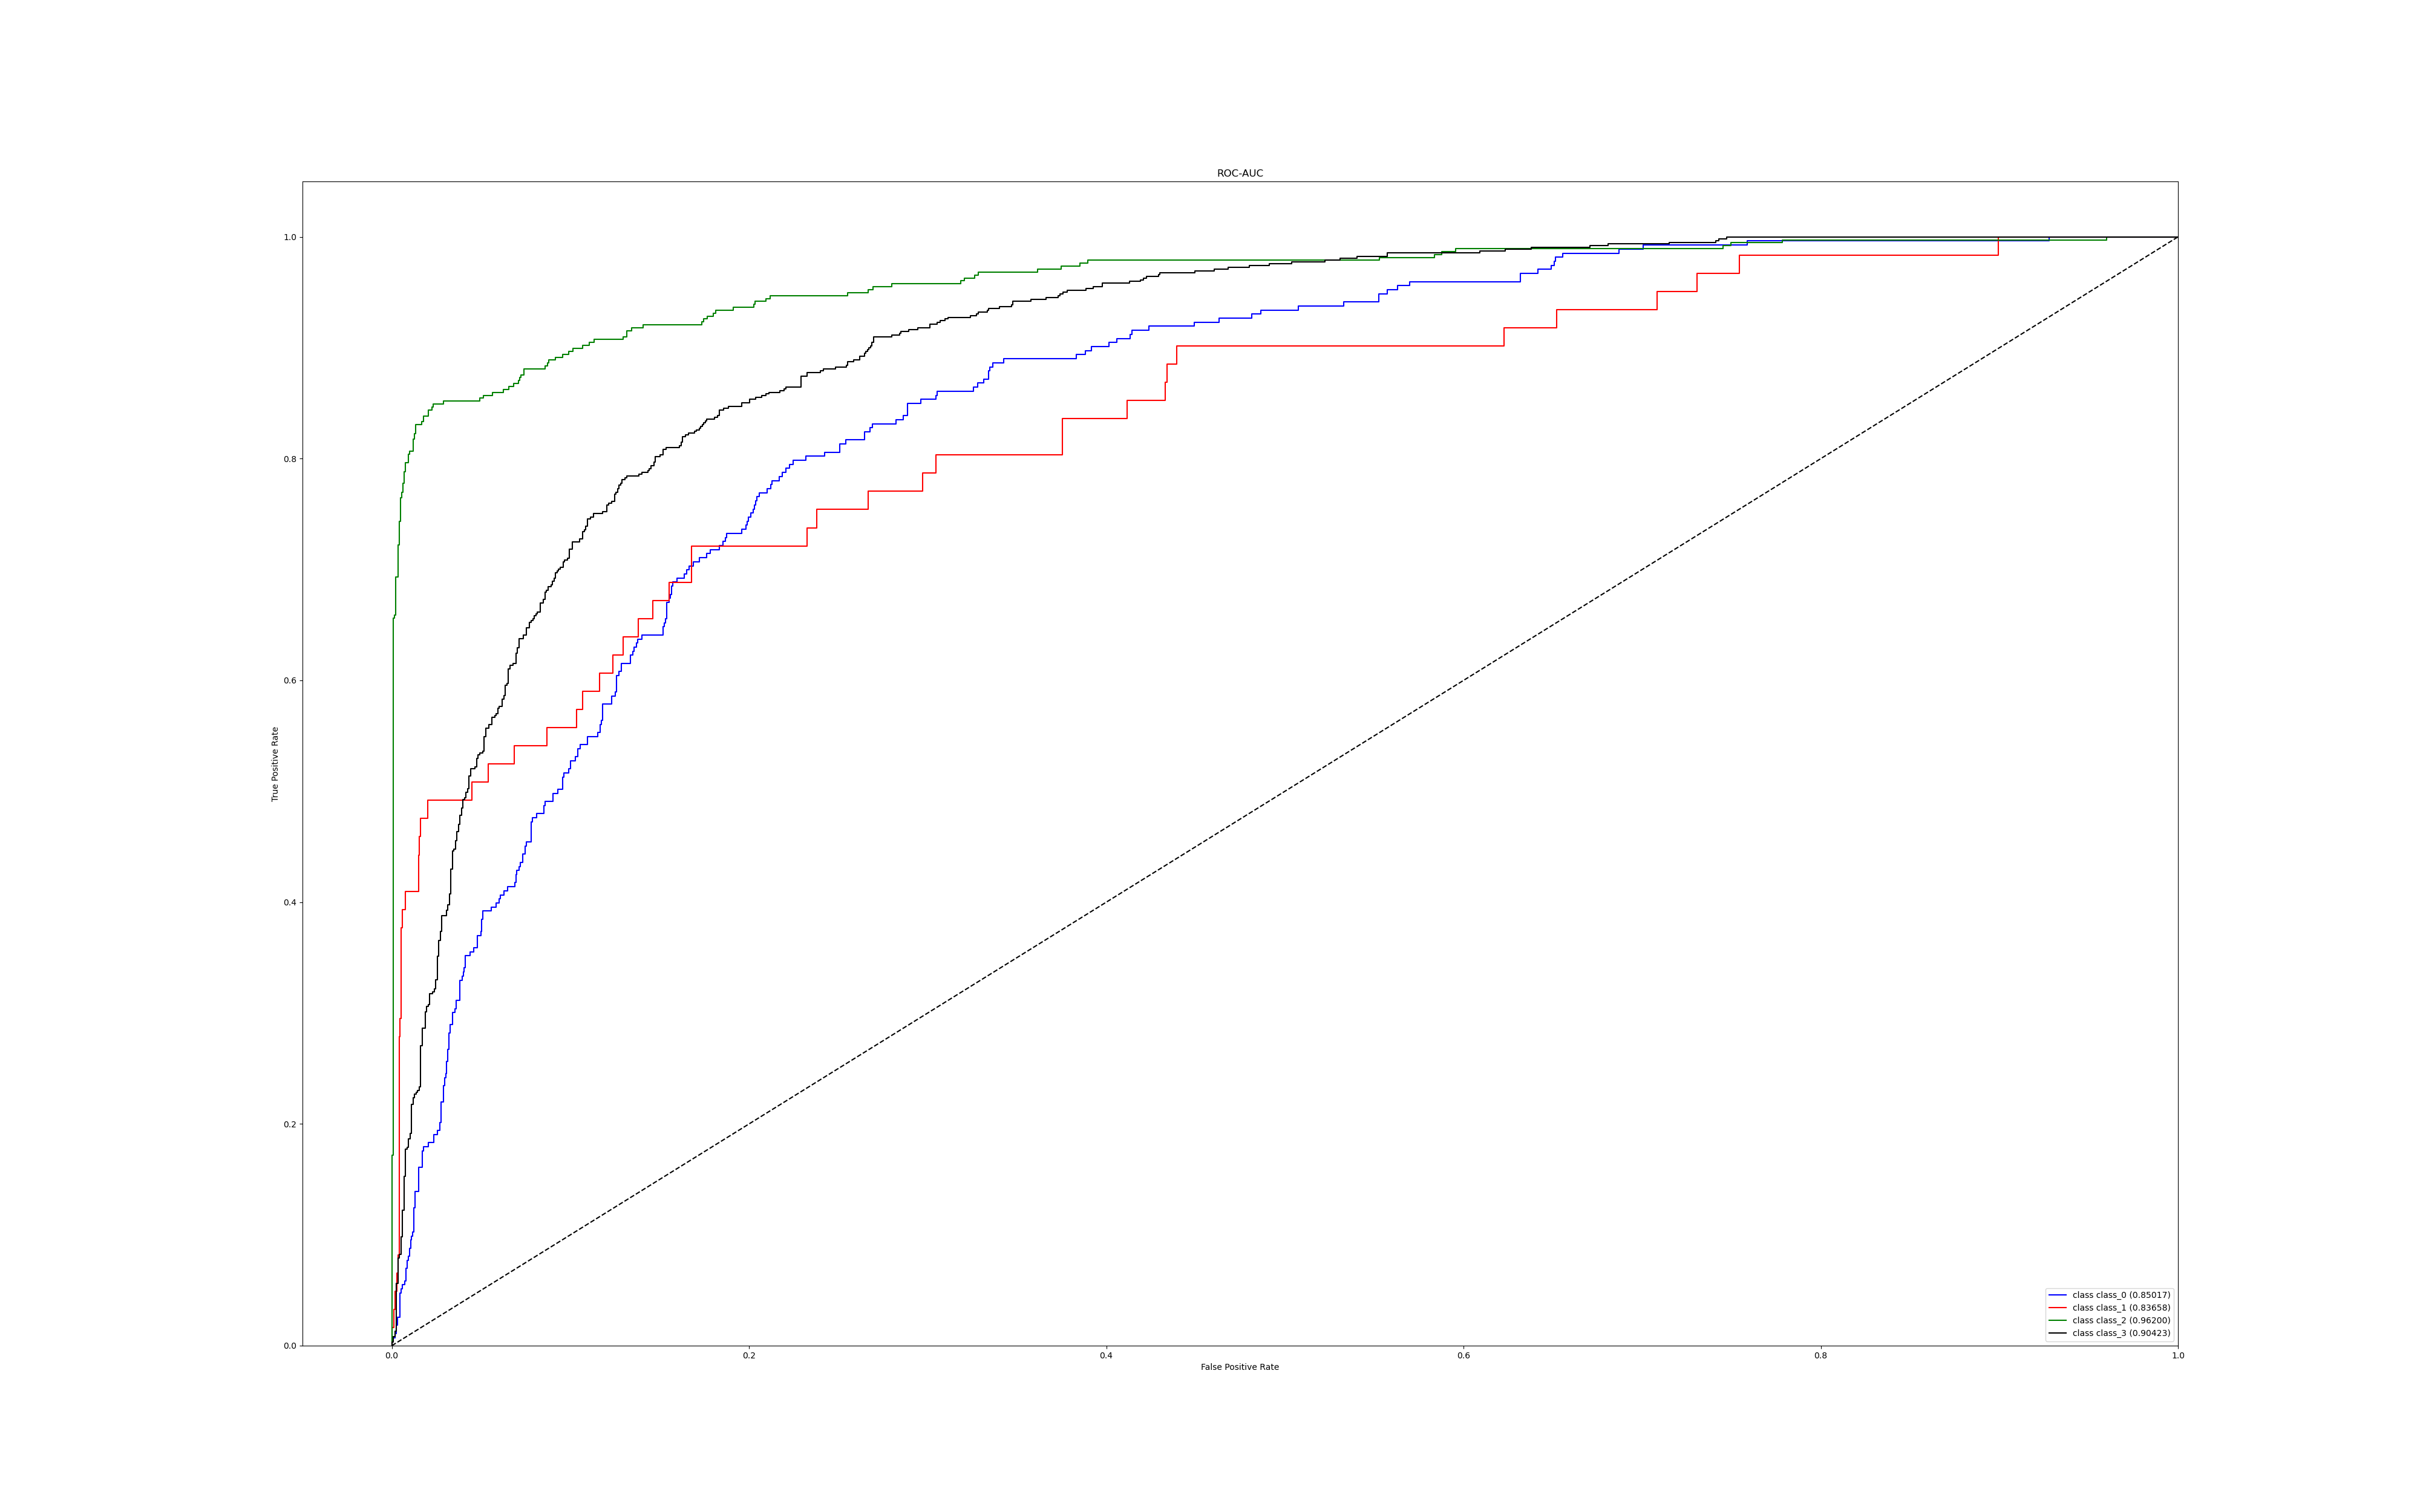 ROC-AUC
1.0
0.8
0.6
0.4
0.2
0.0
True Positive Rate
0.0 0.2 0.4 0.6 0.8 1.0
False Positive Rate
class class_0 (0.85017)
class class_1 (0.83658)
class class_2 (0.96200)
class class_3 (0.90423)